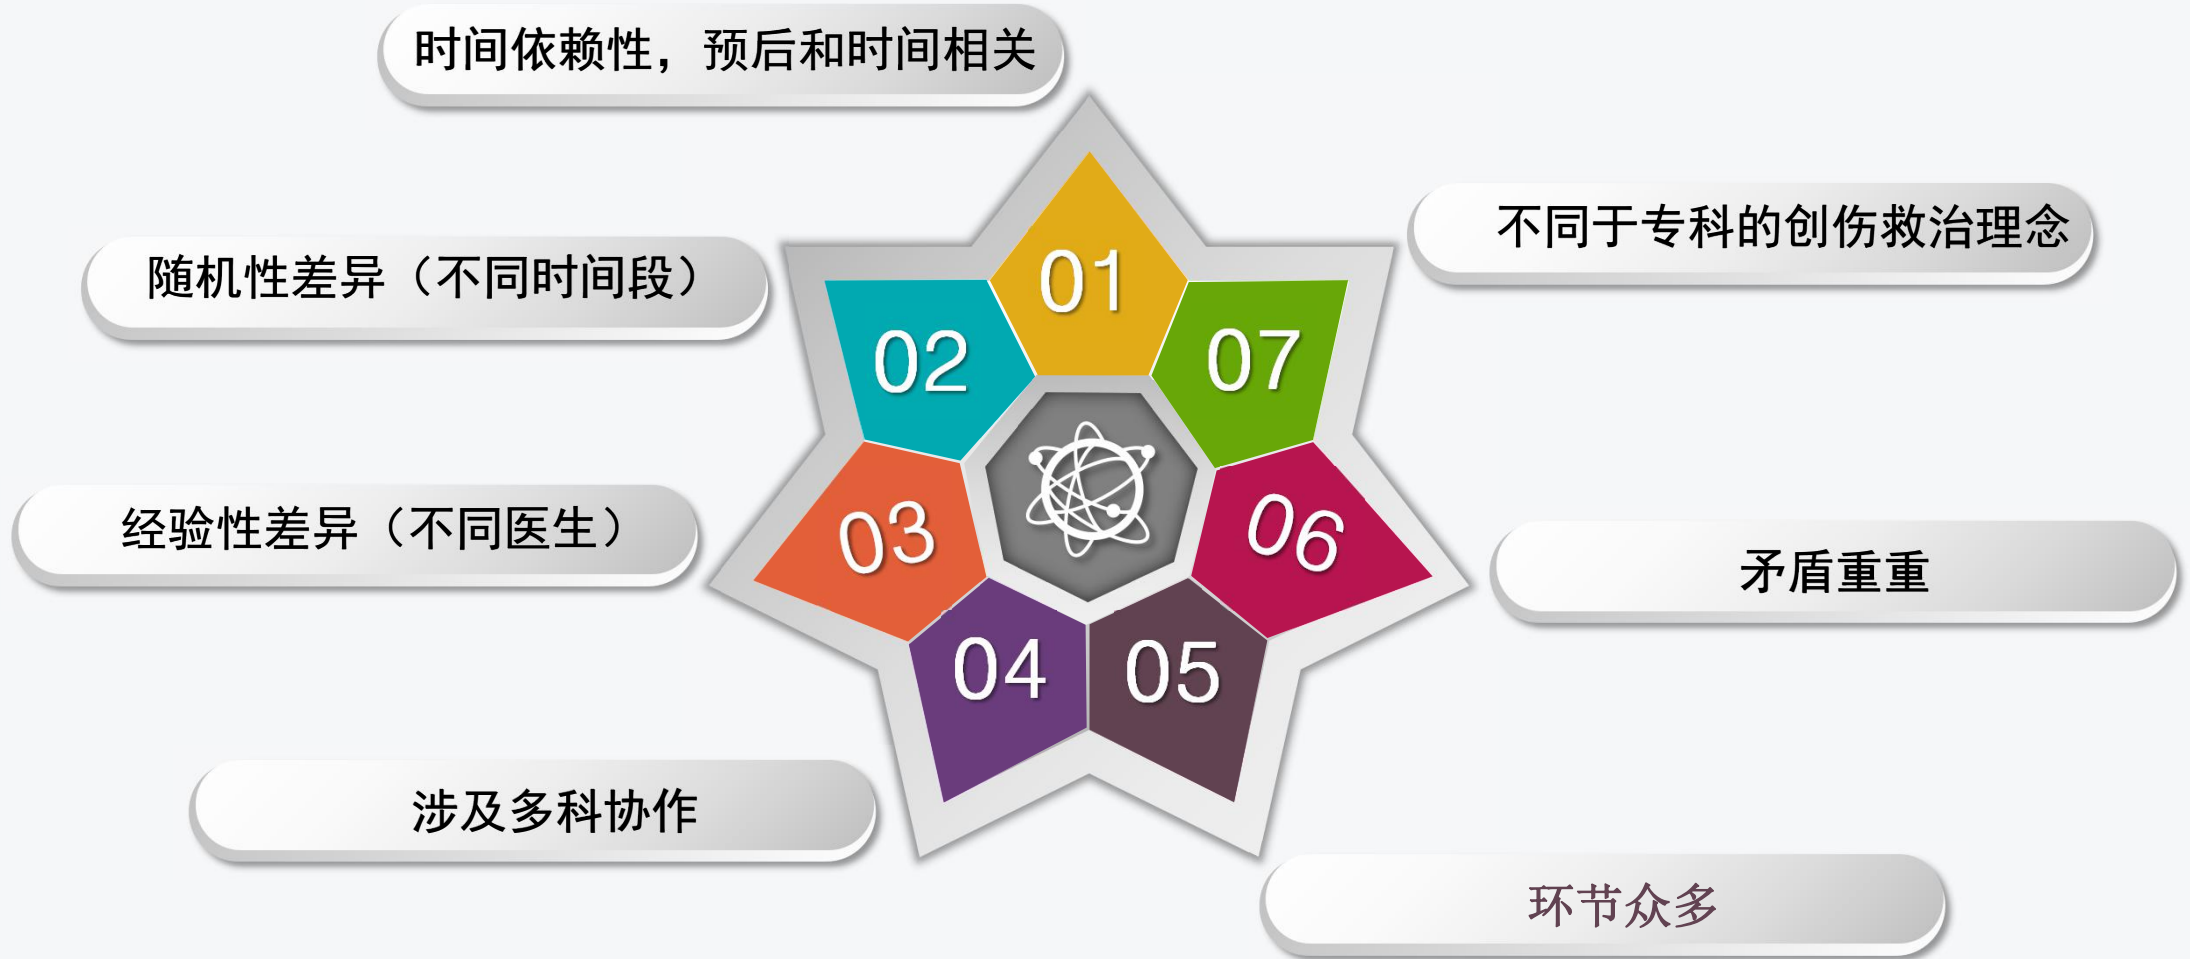 时间依赖性，预后和时间相关
不同于专科的创伤救治理念
随机性差异（不同时间段）
01
02
07
经验性差异（不同医生）
03
06
矛盾重重
04
05
涉及多科协作
环节众多